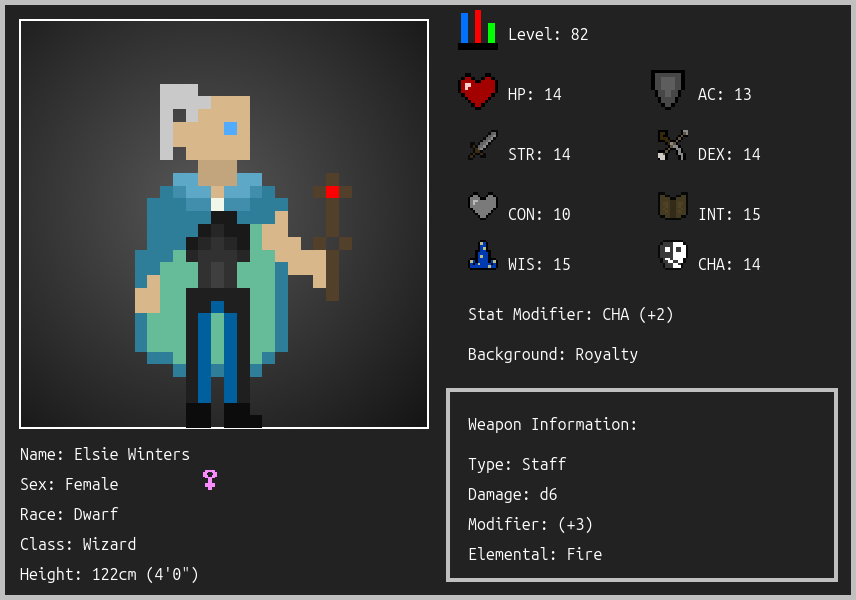 Level: 82
HP: 14
AC: 13
STR: 14
DEX: 14
CON: 10
INT: 15
WIS: 15
CHA: 14
Stat Modifier: CHA (+2)
Background: Royalty
Weapon Information:
Type: Staff
Damage: d6
Modifier: (+3)
Elemental: Fire
Name: Elsie Winters
Sex: Female
Race: Dwarf
Class: Wizard
Height: 122cm (4'0")